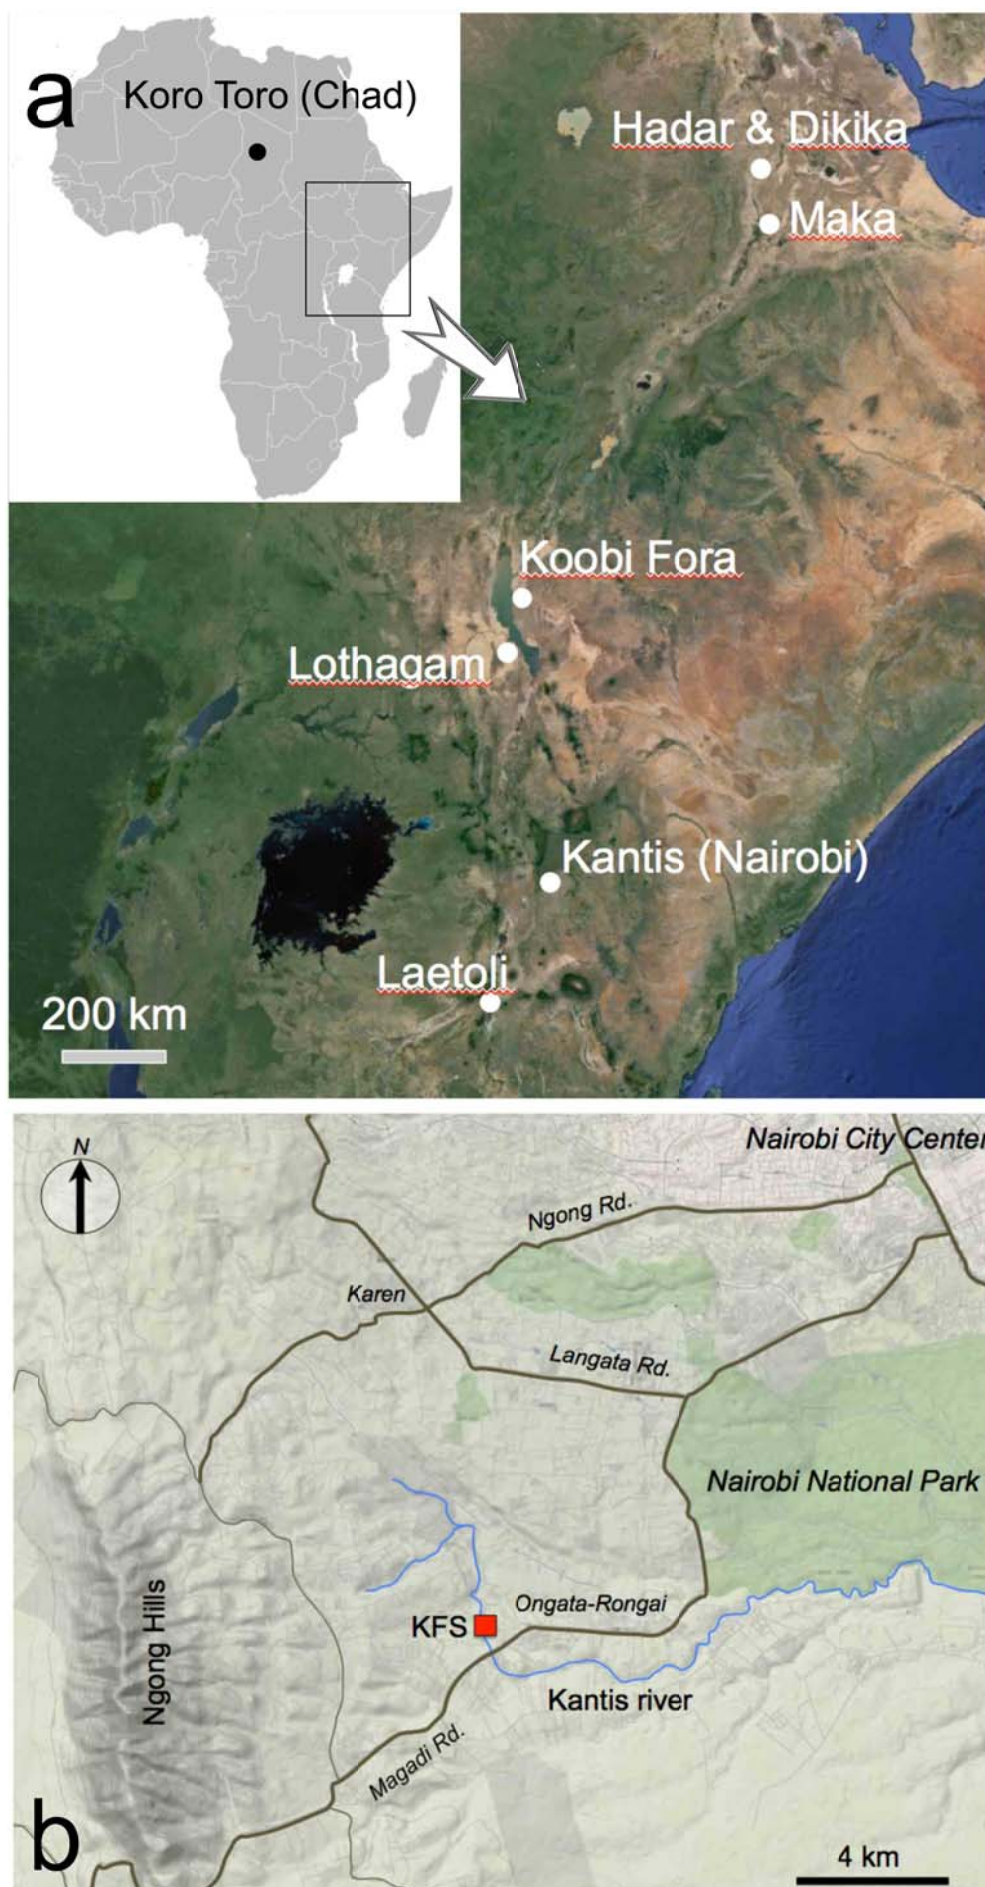 a
Koro Toro (Chad)
Hadar & Dikika
Maka
Koobi Fora
Lothagam
Kantis (Nairobi)
Laetoli
200 km
N
Nairobi City Center
Ngong Rd.
Karen
Langata Rd.
Nairobi National Park
Ngong Hills
Ongata-Rongai
KFS
Kantis river
Magadi Rd.
b
4 km